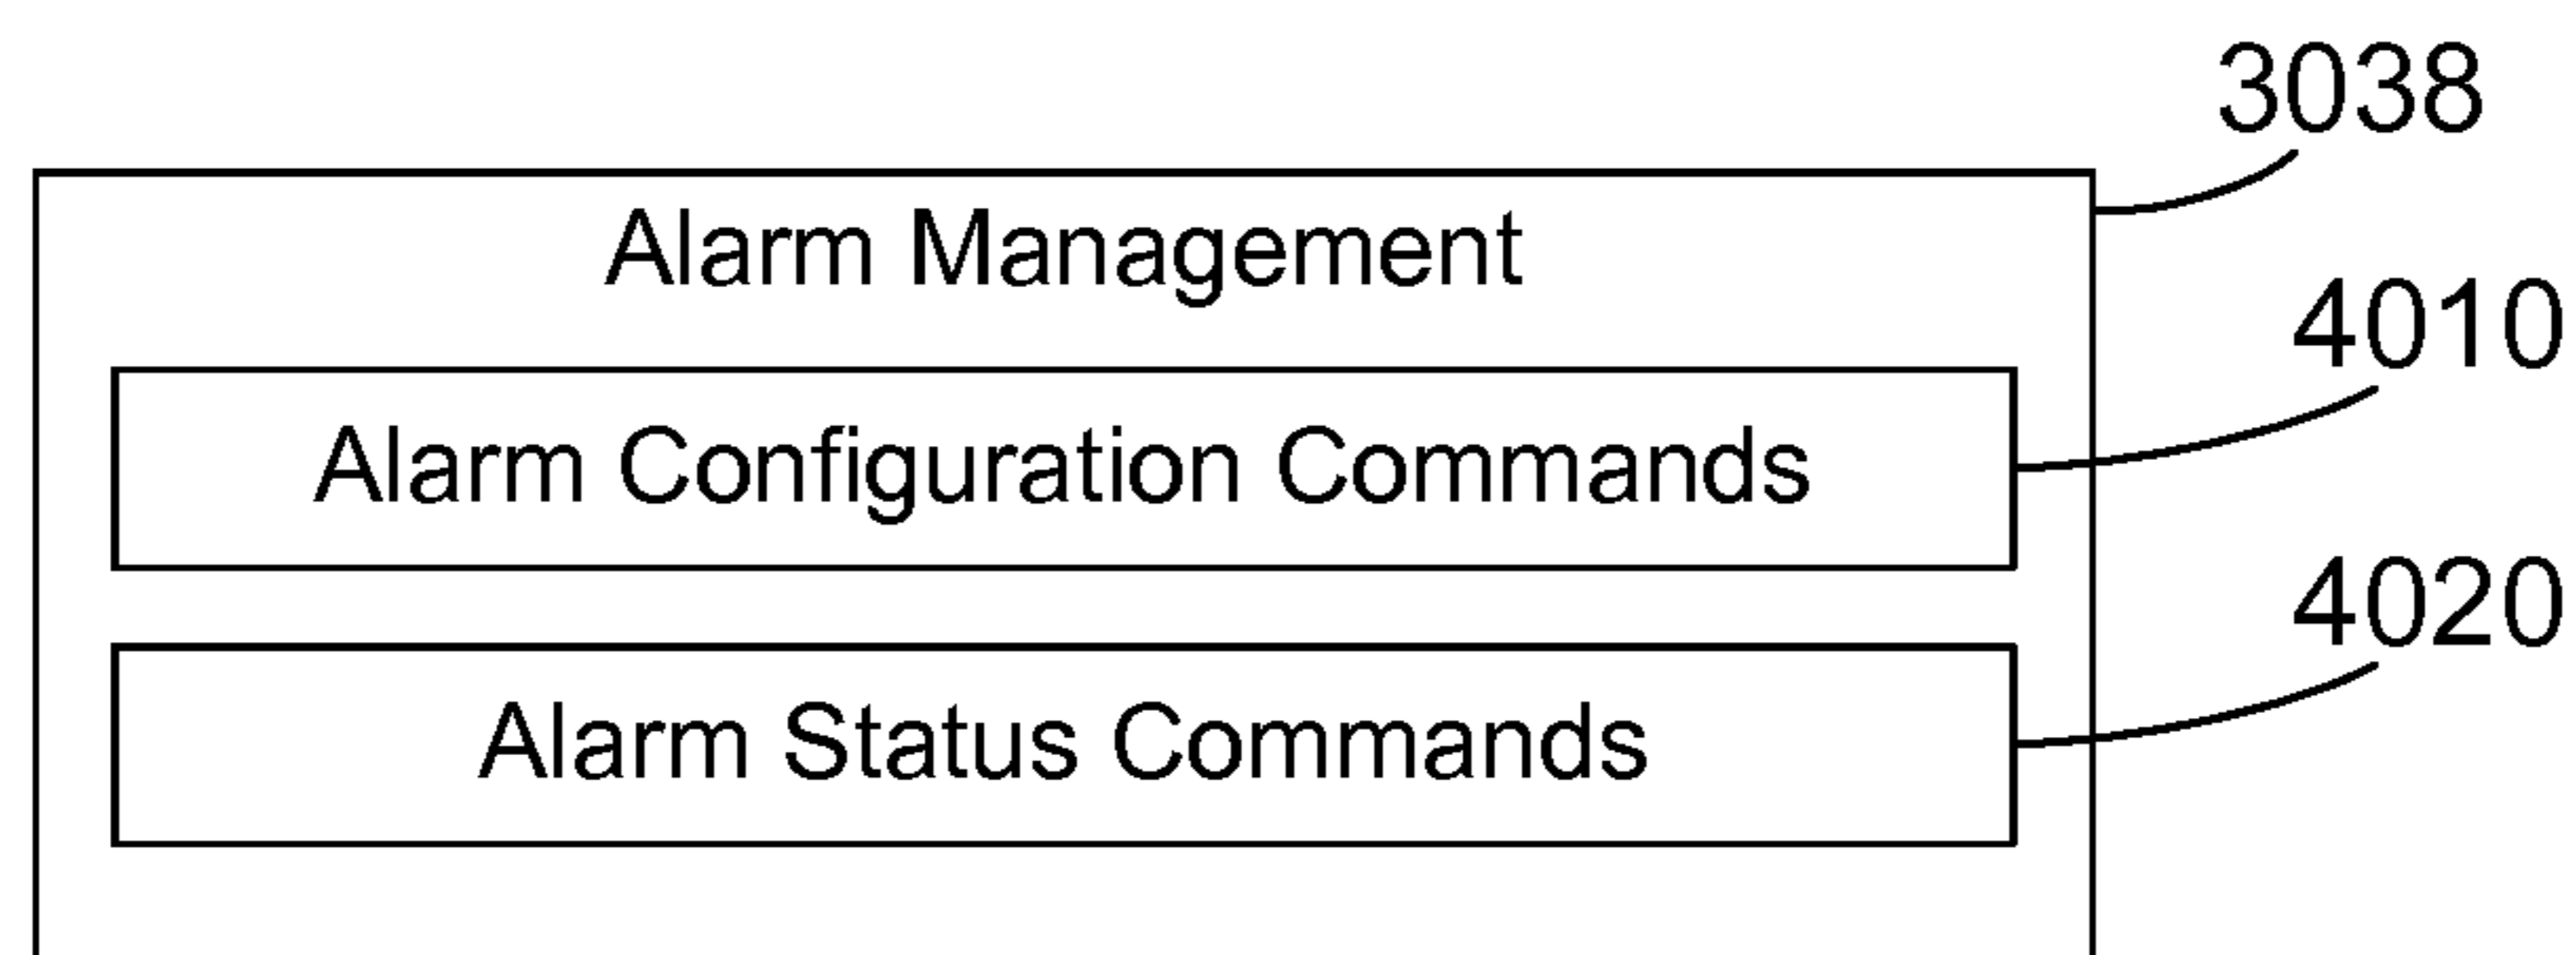 3038
Alarm Management
4010
Alarm Configuration Commands
4020
Alarm Status Commands